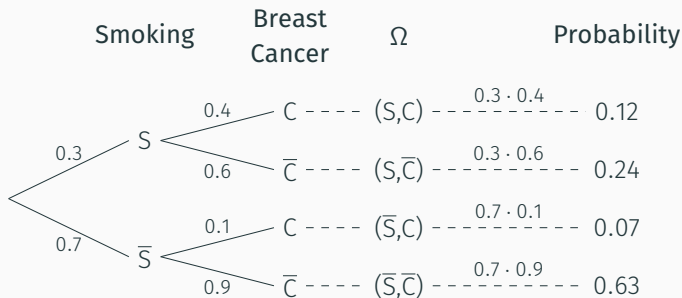 Smoking Breast Cancer Ω Probability
0.4 C (S,C) 0.3 · 0.4 0.12
0.3 S
0.6 C̅ (S,C̅) 0.3 · 0.6 0.24
0.1 C (S̅,C) 0.7 · 0.1 0.07
0.7 S̅
0.9 C̅ (S̅,C̅) 0.7 · 0.9 0.63